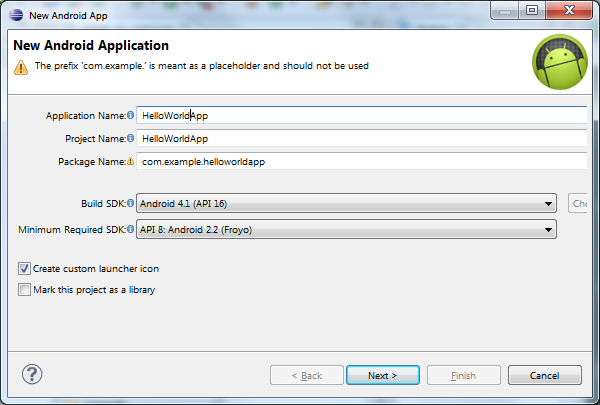 New Android App
New Android Application
The prefix 'com.example.' is meant as a placeholder and should not be used
Application Name: HelloWorldApp
Project Name: HelloWorldApp
Package Name: com.example.helloworldapp
Build SDK: Android 4.1 (API 16)
Minimum Required SDK: API 8: Android 2.2 (Froyo)
Create custom launcher icon
Mark this project as a library
? < Back Next > Finish Cancel